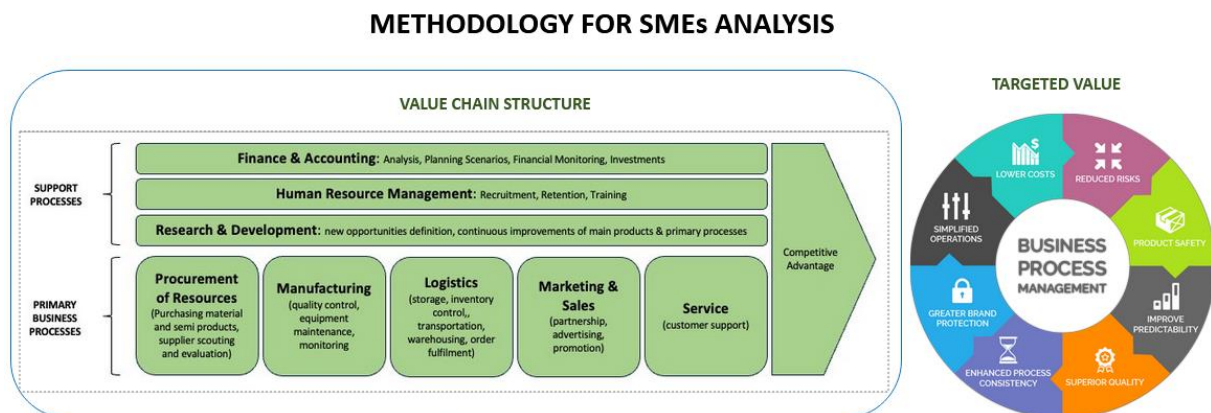 METHODOLOGY FOR SMEs ANALYSIS
VALUE CHAIN STRUCTURE
SUPPORT
PROCESSES
Finance & Accounting: Analysis, Planning Scenarios, Financial Monitoring, Investments
Human Resource Management: Recruitment, Retention, Training
Research & Development: new opportunities definition, continuous improvements of main products & primary processes
PRIMARY
BUSINESS
PROCESSES
Procurement
of Resources
(Purchasing material
and semi products,
supplier scouting
and evaluation)
Manufacturing
(quality control,
equipment
maintenance,
monitoring
Logistics
(storage, inventory
control,,
transportation,
warehousing, order
fulfilment)
Marketing &
Sales
(partnership,
advertising,
promotion)
Service
(customer support)
Competitive
Advantage
TARGETED VALUE
LOWER COSTS
REDUCED RISKS
PRODUCT SAFETY
IMPROVE
PREDICTABILITY
SUPERIOR QUALITY
ENHANCED PROCESS
CONSISTENCY
GREATER BRAND
PROTECTION
SIMPLIFIED
OPERATIONS
BUSINESS
PROCESS
MANAGEMENT